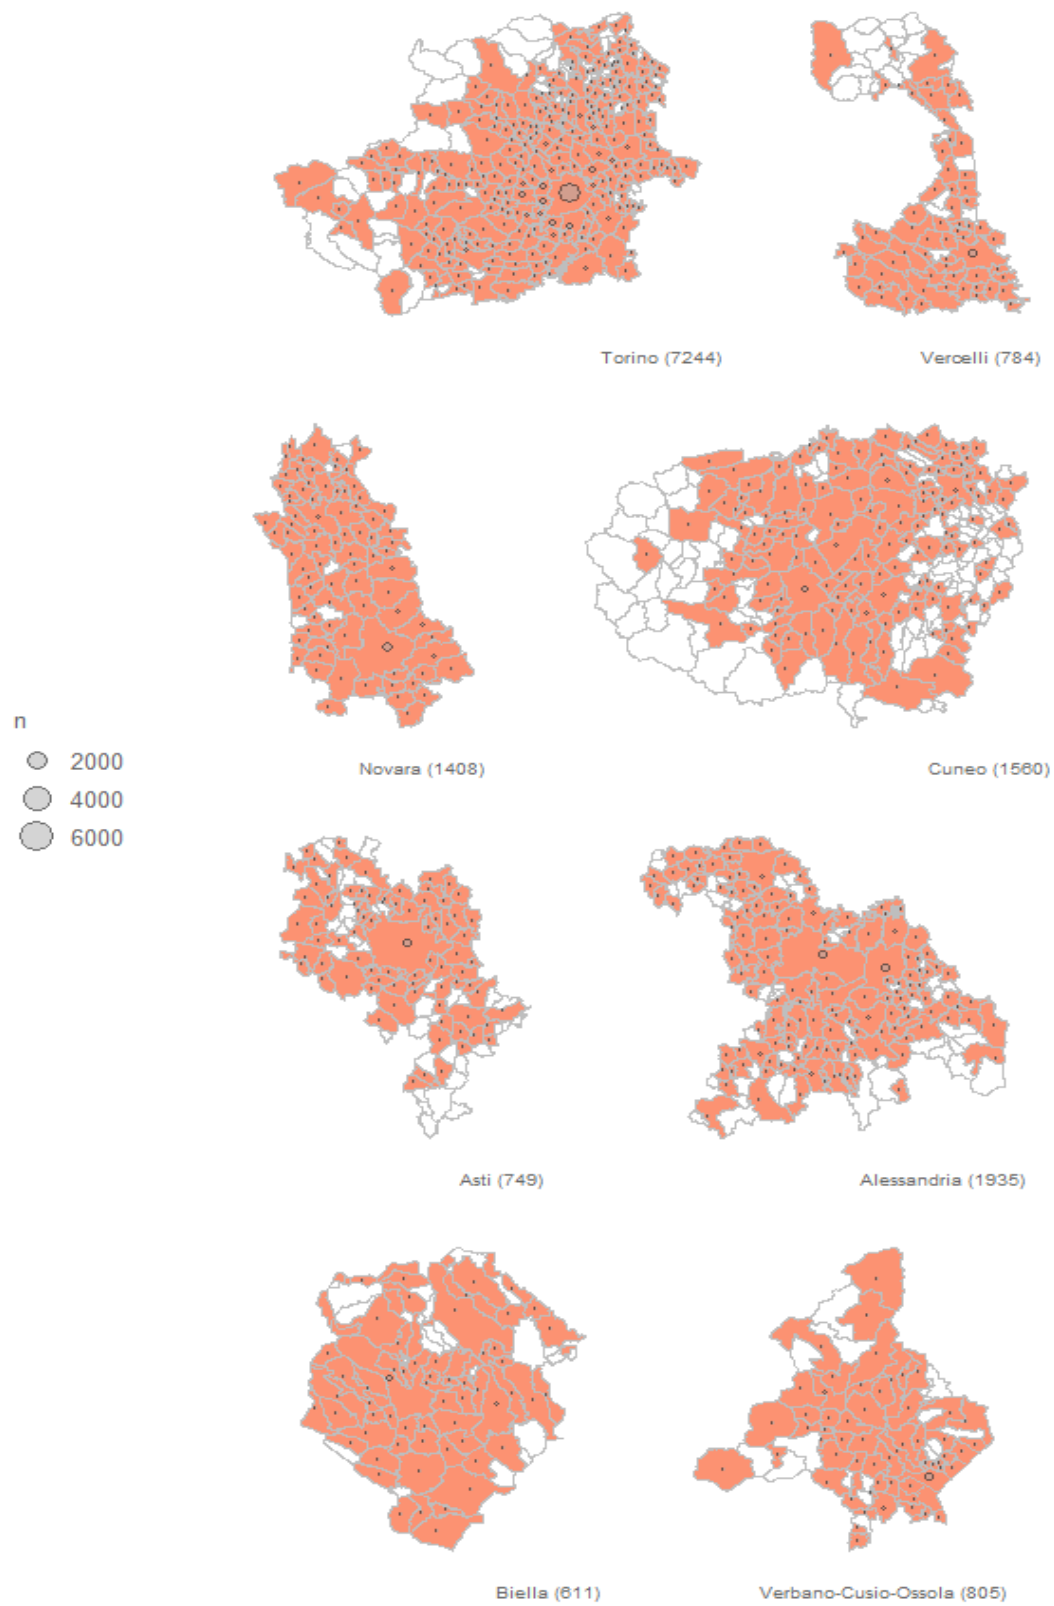 Torino (7244)
Vercelli (784)
Novara (1408)
Cuneo (1560)
n
2000
4000
6000
Asti (749)
Alessandria (1935)
Biella (611)
Verbano-Cusio-Ossola (805)